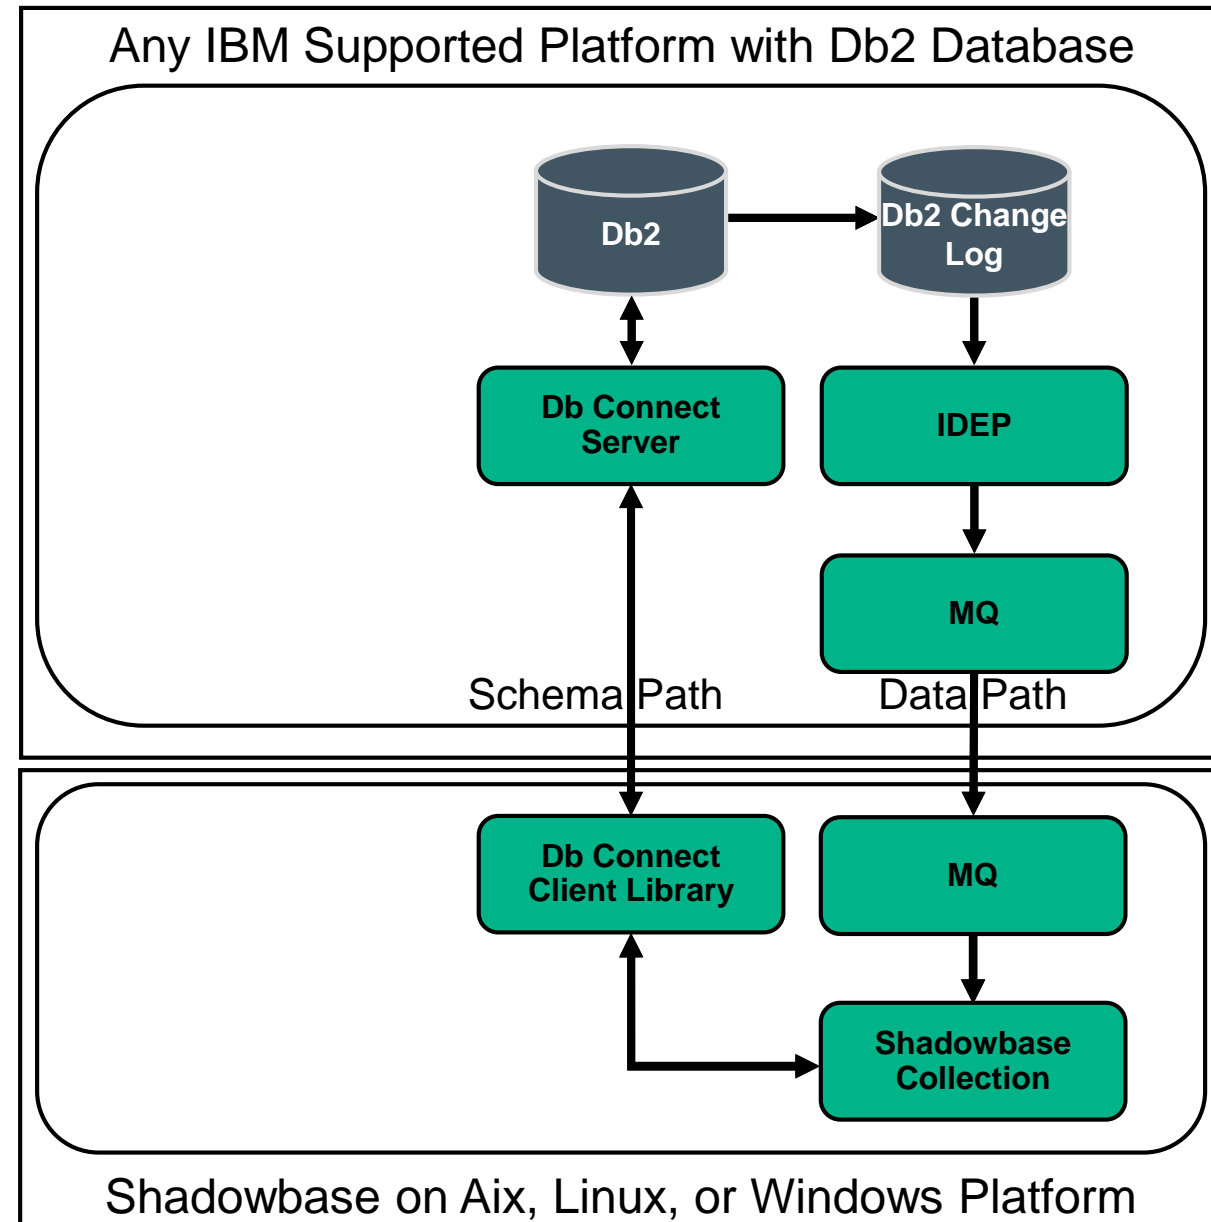 Any IBM Supported Platform with Db2 Database
Db2
Db2 Change
Log
Db Connect
Server
IDEP
MQ
Schema Path
Data Path
Db Connect
Client Library
MQ
Shadowbase
Collection
Shadowbase on Aix, Linux, or Windows Platform